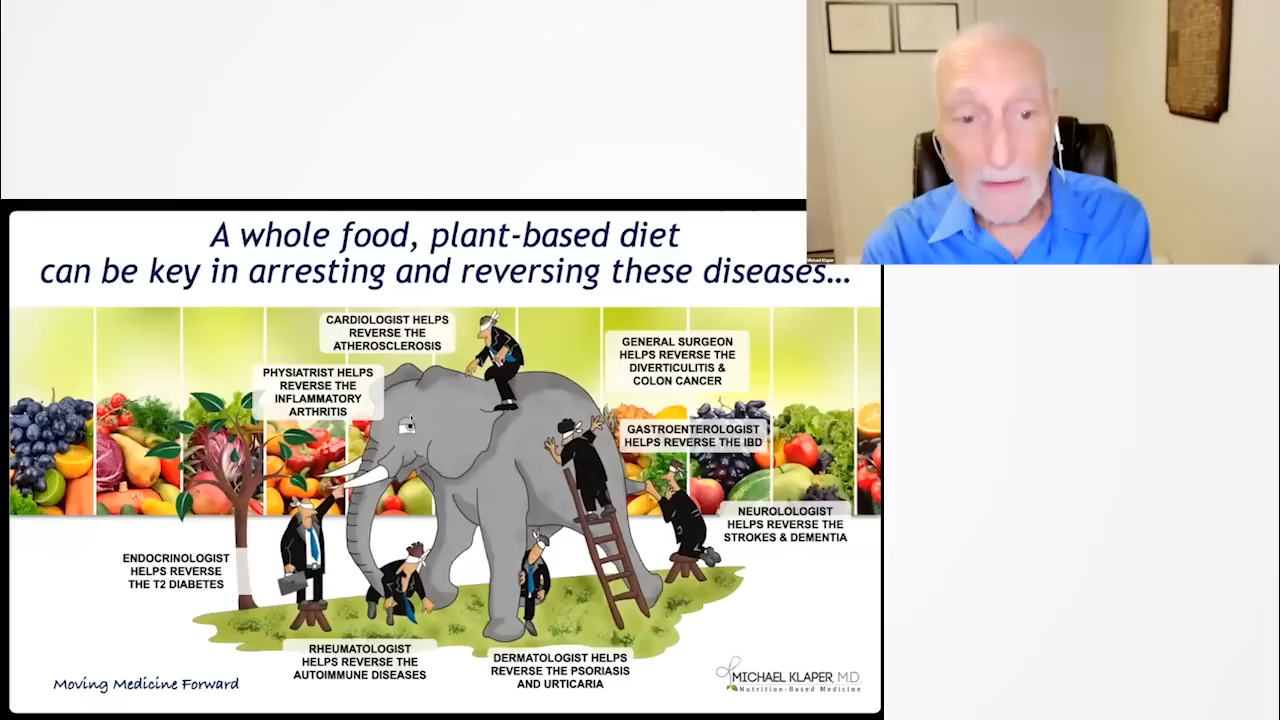 Michael Klaper
A whole food, plant-based diet
can be key in arresting and reversing these diseases...
CARDIOLOGIST HELPS
REVERSE THE
ATHEROSCLEROSIS
GENERAL SURGEON
HELPS REVERSE THE
DIVERTICULITIS &
COLON CANCER
PHYSIATRIST HELPS
REVERSE THE
INFLAMMATORY
ARTHRITIS
GASTROENTEROLOGIST
HELPS REVERSE THE IBD
NEUROLOLOGIST
HELPS REVERSE THE
STROKES & DEMENTIA
ENDOCRINOLOGIST
HELPS REVERSE
THE T2 DIABETES
RHEUMATOLOGIST
HELPS REVERSE THE
AUTOIMMUNE DISEASES
DERMATOLOGIST HELPS
REVERSE THE PSORIASIS
AND URTICARIA
Moving Medicine Forward
MICHAEL KLAPER, M.D.
Nutrition-Based Medicine